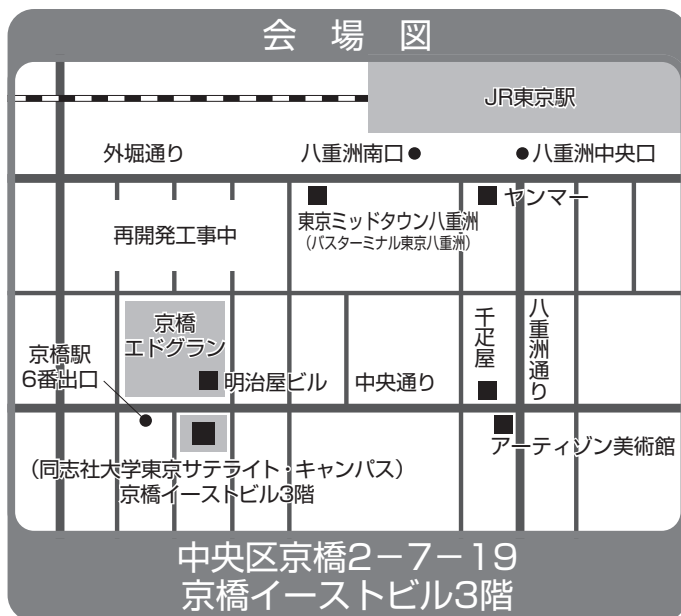 会場図
JR東京駅
外堀通り
八重洲南口
八重洲中央口
ヤンマー
東京ミッドタウン八重洲
（バスターミナル東京八重洲）
再開発工事中
京橋
エドグラン
千疋屋
八重洲通り
京橋駅
6番出口
明治屋ビル
中央通り
アーティゾン美術館
（同志社大学東京サテライト・キャンパス）
京橋イーストビル3階
中央区京橋2－7－19
京橋イーストビル3階